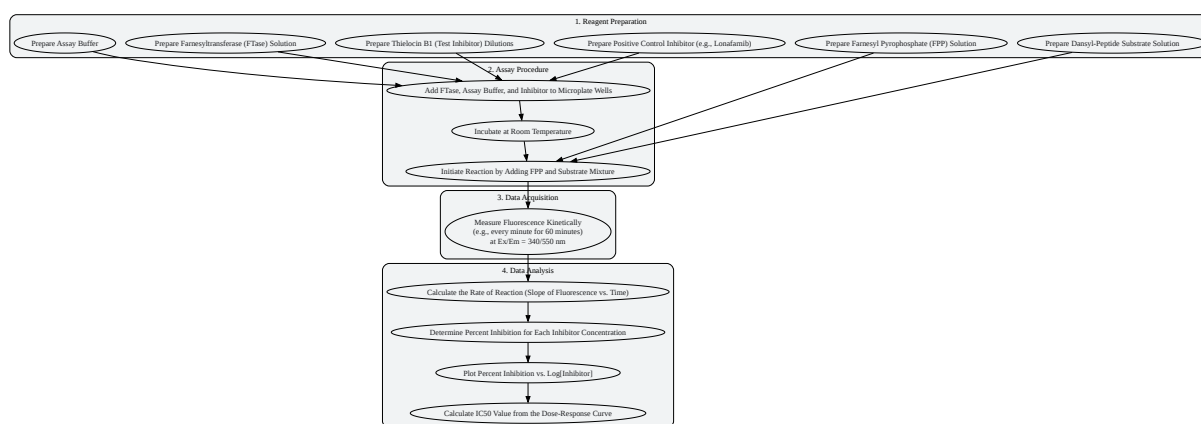 1. Reagent Preparation
Prepare Assay Buffer
Prepare Farnesyltransferase (FTase) Solution
Prepare Thielocin B1 (Test Inhibitor) Dilutions
Prepare Positive Control Inhibitor (e.g., Lonafamib)
Prepare Farnesyl Pyrophosphate (FPP) Solution
Prepare Dansyl-Peptide Substrate Solution
2. Assay Procedure
Add FTase, Assay Buffer, and Inhibitor to Microplate Wells
Incubate at Room Temperature
Initiate Reaction by Adding FPP and Substrate Mixture
3. Data Acquisition
Measure Fluorescence Kinetically
(e.g., every minute for 60 minutes)
at Ex/Em = 340/550 nm
4. Data Analysis
Calculate the Rate of Reaction (Slope of Fluorescence vs. Time)
Determine Percent Inhibition for Each Inhibitor Concentration
Plot Percent Inhibition vs. Log[Inhibitor]
Calculate IC50 Value from the Dose-Response Curve